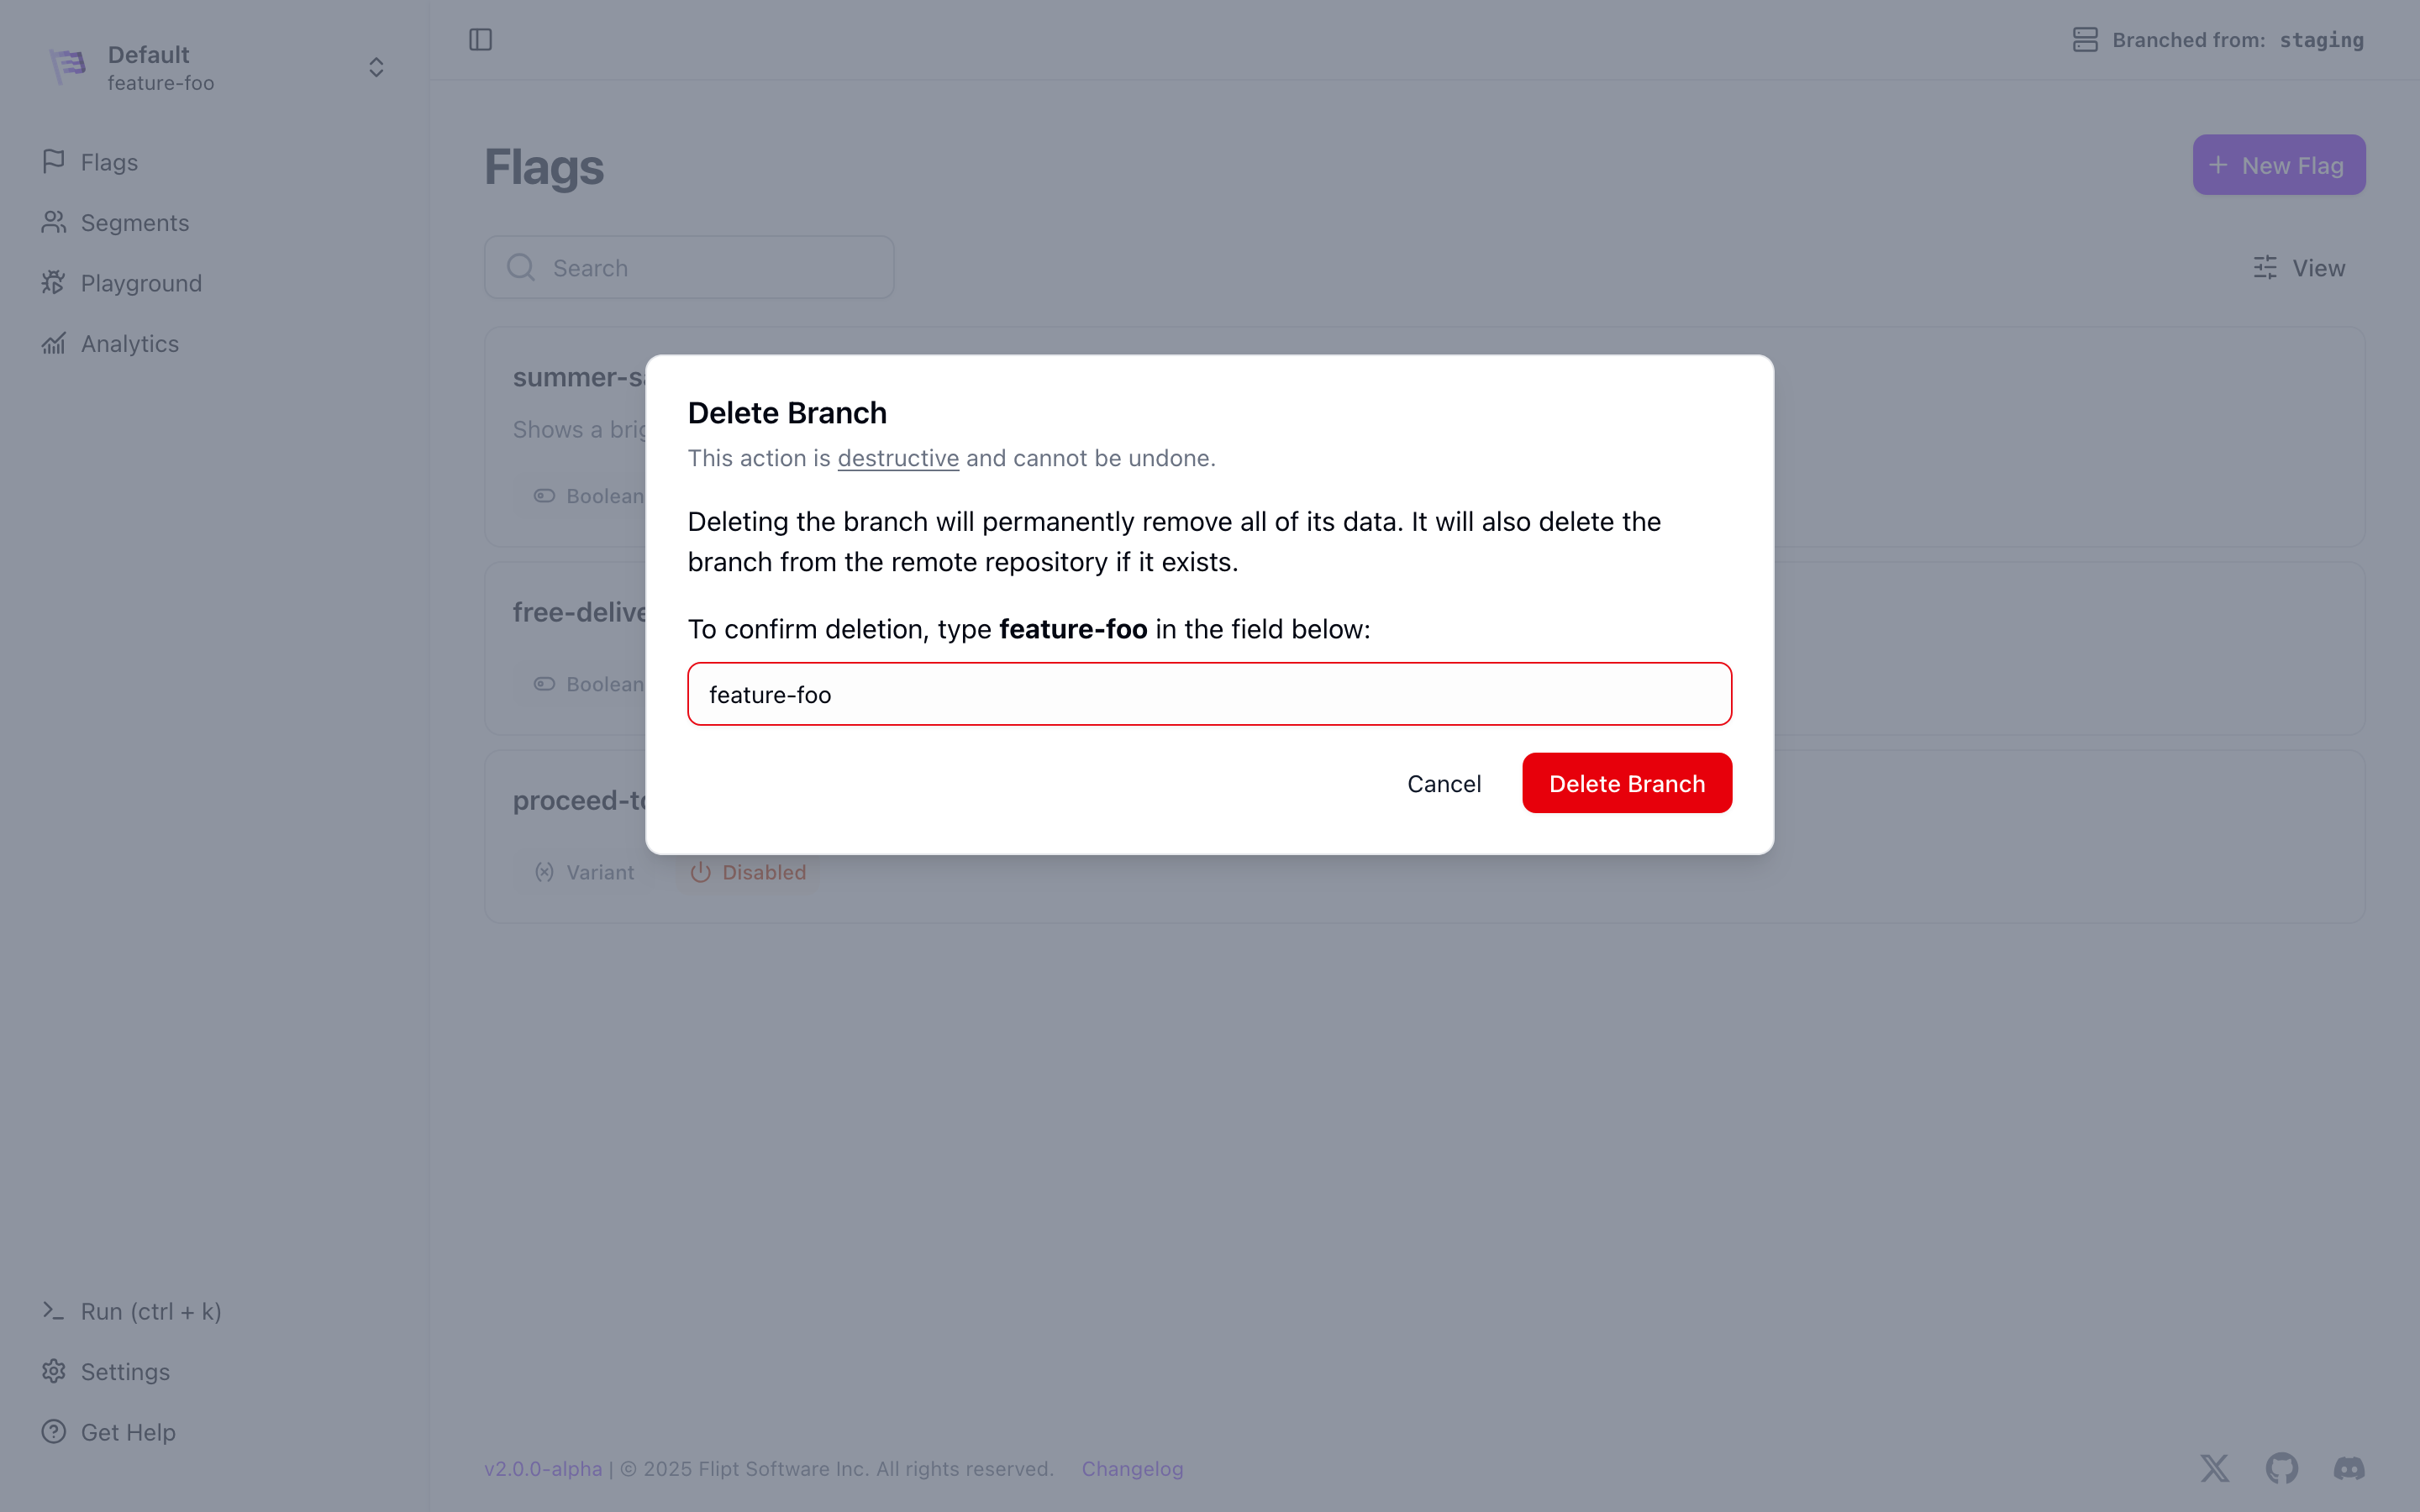 Default
feature-foo
Flags
Segments
Playground
Analytics
Run (ctrl + k)
Settings
Get Help
Branched from: staging
Flags
+ New Flag
Search
View
summer-sa
Shows a brig
Boolean
free-delive
Boolean
proceed-to
Variant
Disabled
Delete Branch
This action is destructive and cannot be undone.
Deleting the branch will permanently remove all of its data. It will also delete the
branch from the remote repository if it exists.
To confirm deletion, type feature-foo in the field below:
feature-foo
Cancel
Delete Branch
v2.0.0-alpha | © 2025 Flipt Software Inc. All rights reserved. Changelog